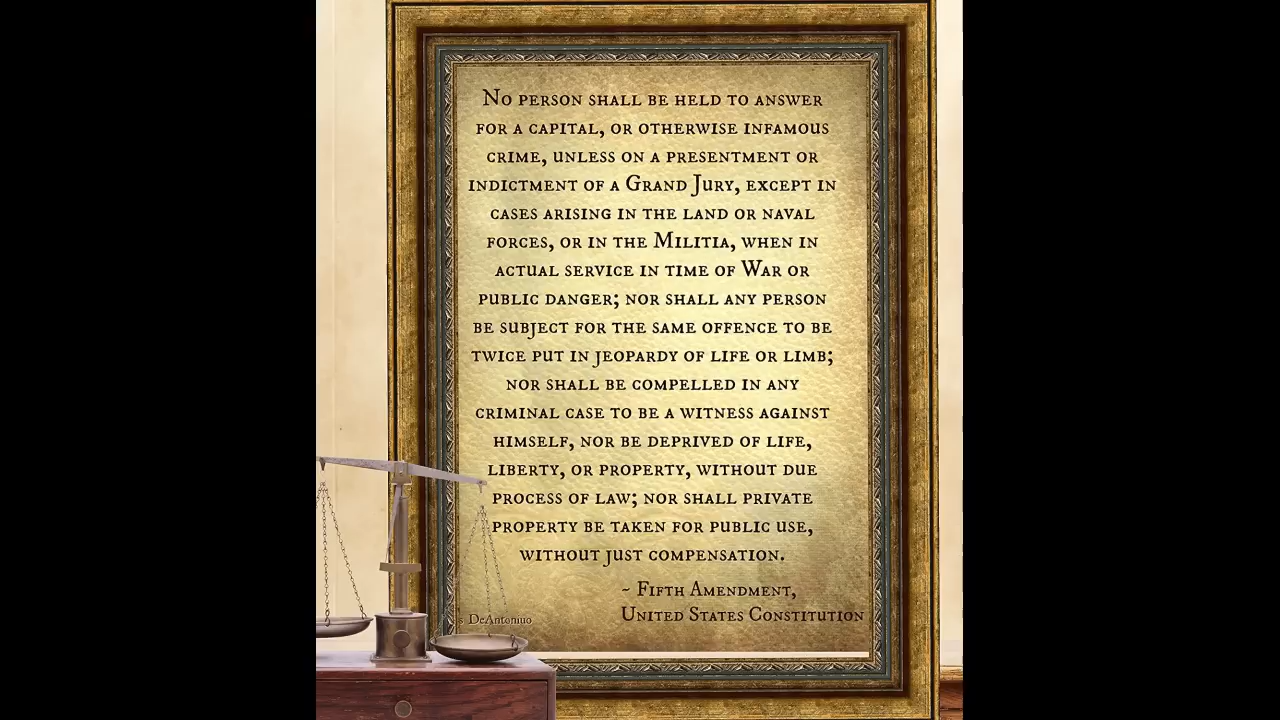 No person shall be held to answer
for a capital, or otherwise infamous
crime, unless on a presentment or
indictment of a Grand Jury, except in
cases arising in the land or naval
forces, or in the Militia, when in
actual service in time of War or
public danger; nor shall any person
be subject for the same offence to be
twice put in jeopardy of life or limb;
nor shall be compelled in any
criminal case to be a witness against
himself, nor be deprived of life,
liberty, or property, without due
process of law; nor shall private
property be taken for public use,
without just compensation.
~ Fifth Amendment,
United States Constitution
s DeAntonio